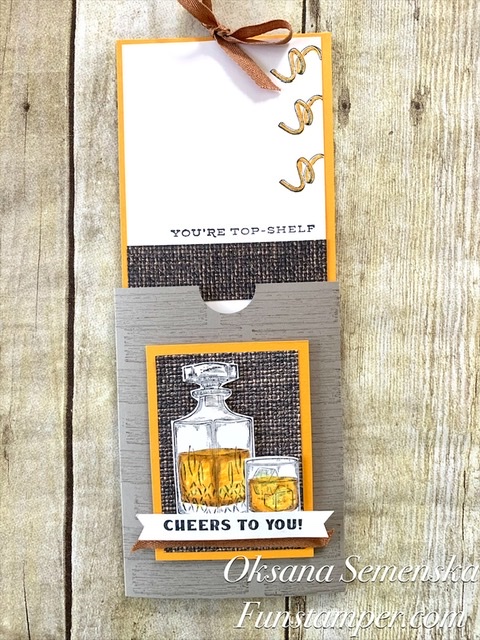 YOU'RE TOP-SHELF
CHEERS TO YOU!
Oksana Semenska
Funstamper.com